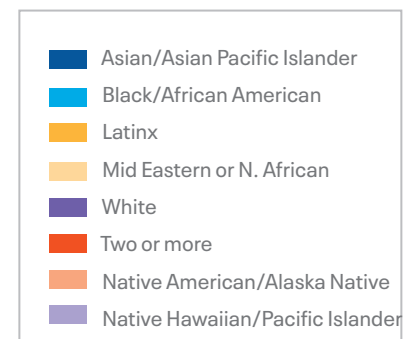 Asian/Asian Pacific Islander
Black/African American
Latinx
Mid Eastern or N. African
White
Two or more
Native American/Alaska Native
Native Hawaiian/Pacific Islander